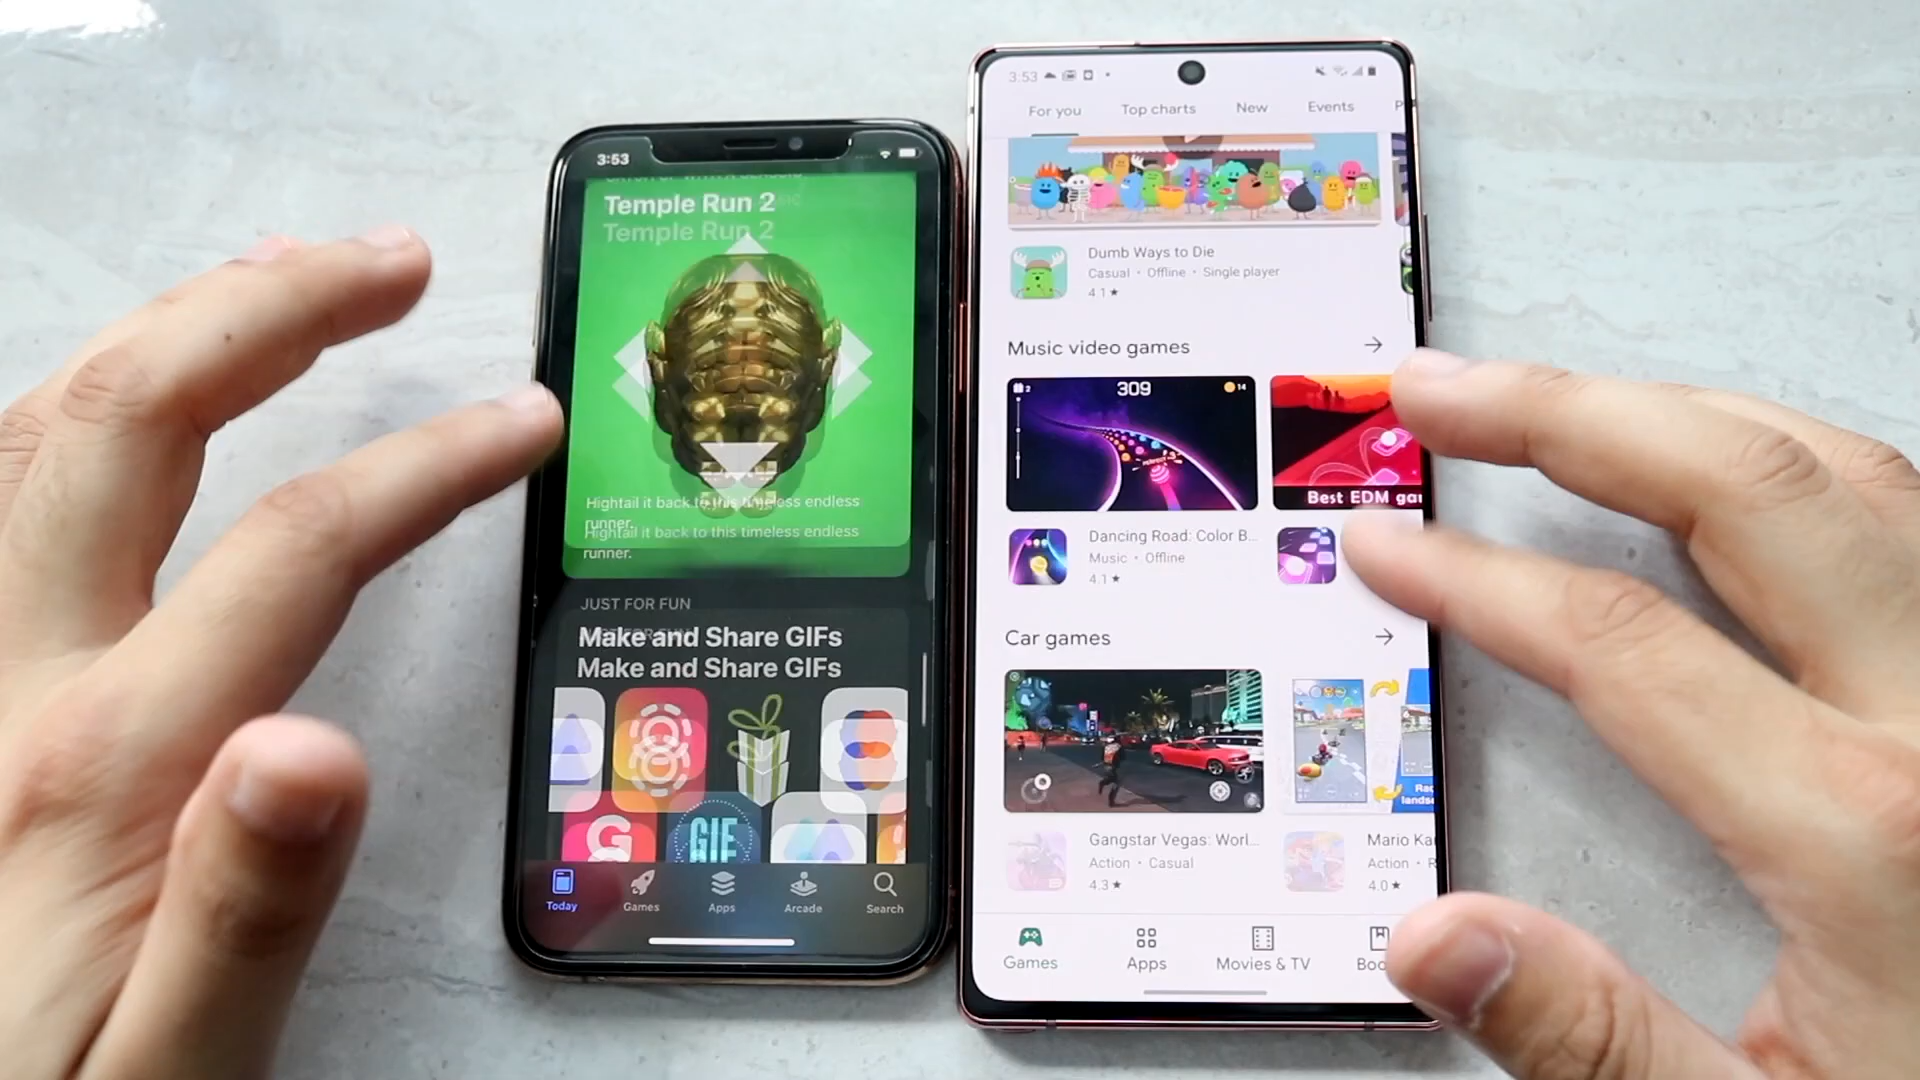 3:53
Temple Run 2
Temple Run 2
Hightail it back to this timeless endless
runner.
Hightail it back to this timeless endless
runner.
JUST FOR FUN
Make and Share GIFs
Make and Share GIFs
G
GIF
Today
Games
Apps
Arcade
Search
3:53
For you
Top charts
New
Events
P
Dumb Ways to Die
Casual • Offline • Single player
4.1★
Music video games
2
309
14
Best EDM gar
Dancing Road: Color B...
Music • Offline
4.1★
Car games
Gangstar Vegas: Worl...
Action • Casual
4.3★
Mario Ka
Action • R
4.0★
Games
Apps
Movies & TV
Boo